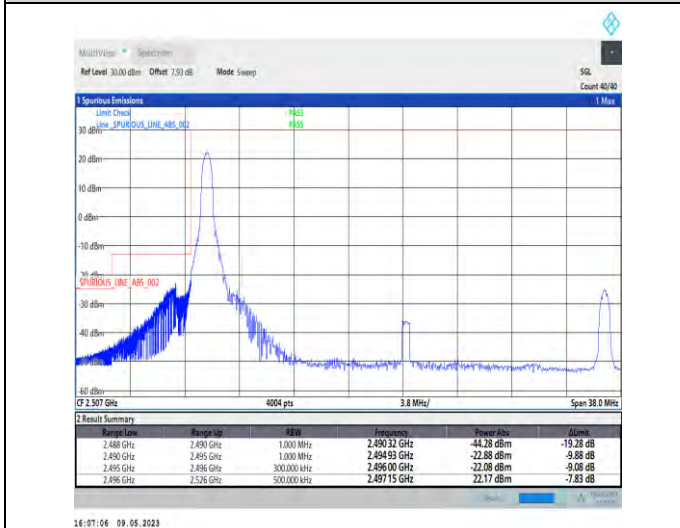 MultiView Spectrum
Ref Level 30.00 dBm Offset 7.93 dB Mode Sweep SGL
Count 40/40
1 Spurious Emissions 1 Max
Limit Check PASS
Line _SPURIOUS_LINE_ABS_002 PASS
30 dBm
20 dBm
10 dBm
0 dBm
-10 dBm
-20 dBm
SPURIOUS_LINE_ABS_002
-30 dBm
-40 dBm
-50 dBm
-60 dBm
CF 2.507 GHz 4004 pts 3.8 MHz/ Span 38.0 MHz
2 Result Summary
Range Low Range Up RBW Frequency Power Abs ΔLimit
2.488 GHz 2.490 GHz 1.000 MHz 2.490 32 GHz -44.28 dBm -19.28 dB
2.490 GHz 2.495 GHz 1.000 MHz 2.494 93 GHz -22.88 dBm -9.88 dB
2.495 GHz 2.496 GHz 300.000 kHz 2.496 00 GHz -22.08 dBm -9.08 dB
2.496 GHz 2.526 GHz 500.000 kHz 2.497 15 GHz 22.17 dBm -7.83 dB
16:07:06 09.05.2023